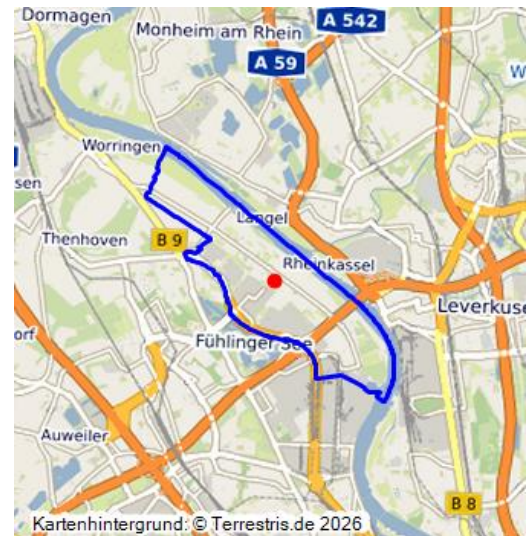 Dormagen
A 542
Monheim am Rhein
A 59
W
Worringen
sen
Langel
Thenhoven
B 9
Rheinkassel
Leverkuse
orf
Fühlinger See
Auweiler
B 8
Kartenhintergrund: © Terrestris.de 2026